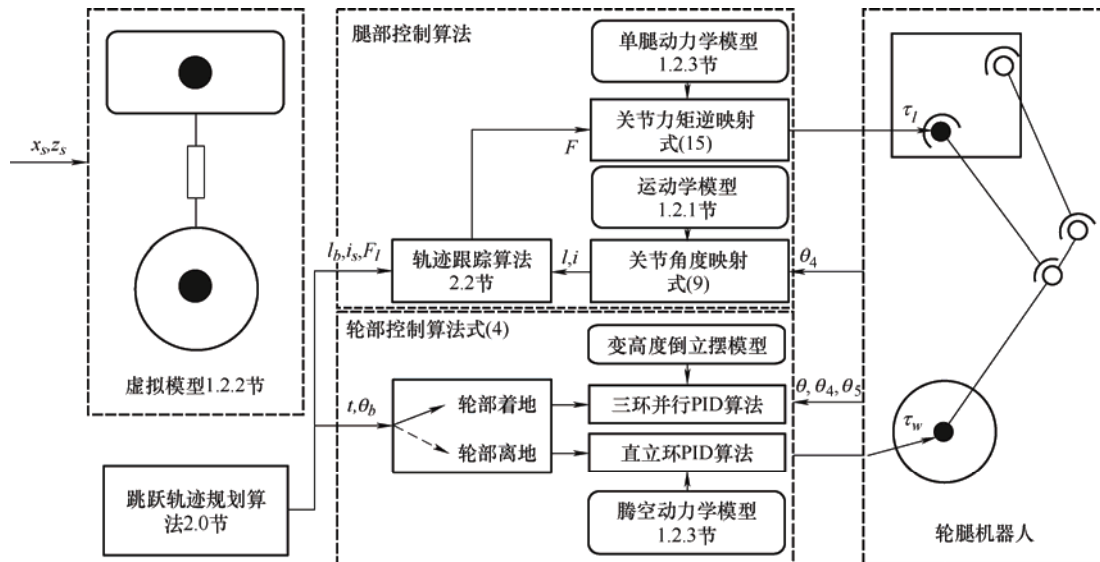 x_s,z_s
虚拟模型1.2.2节
跳跃轨迹规划算
法2.0节
腿部控制算法
单腿动力学模型
1.2.3节
关节力矩逆映射
式(15)
F
运动学模型
1.2.1节
l_b,i_s,F_l
轨迹跟踪算法
2.2节
l,i
关节角度映射
式(9)
θ_4
轮部控制算法式(4)
变高度倒立摆模型
t,θ_b
轮部着地
三环并行PID算法
θ,θ_4,θ_5
轮部离地
直立环PID算法
腾空动力学模型
1.2.3节
τ_l
τ_w
轮腿机器人